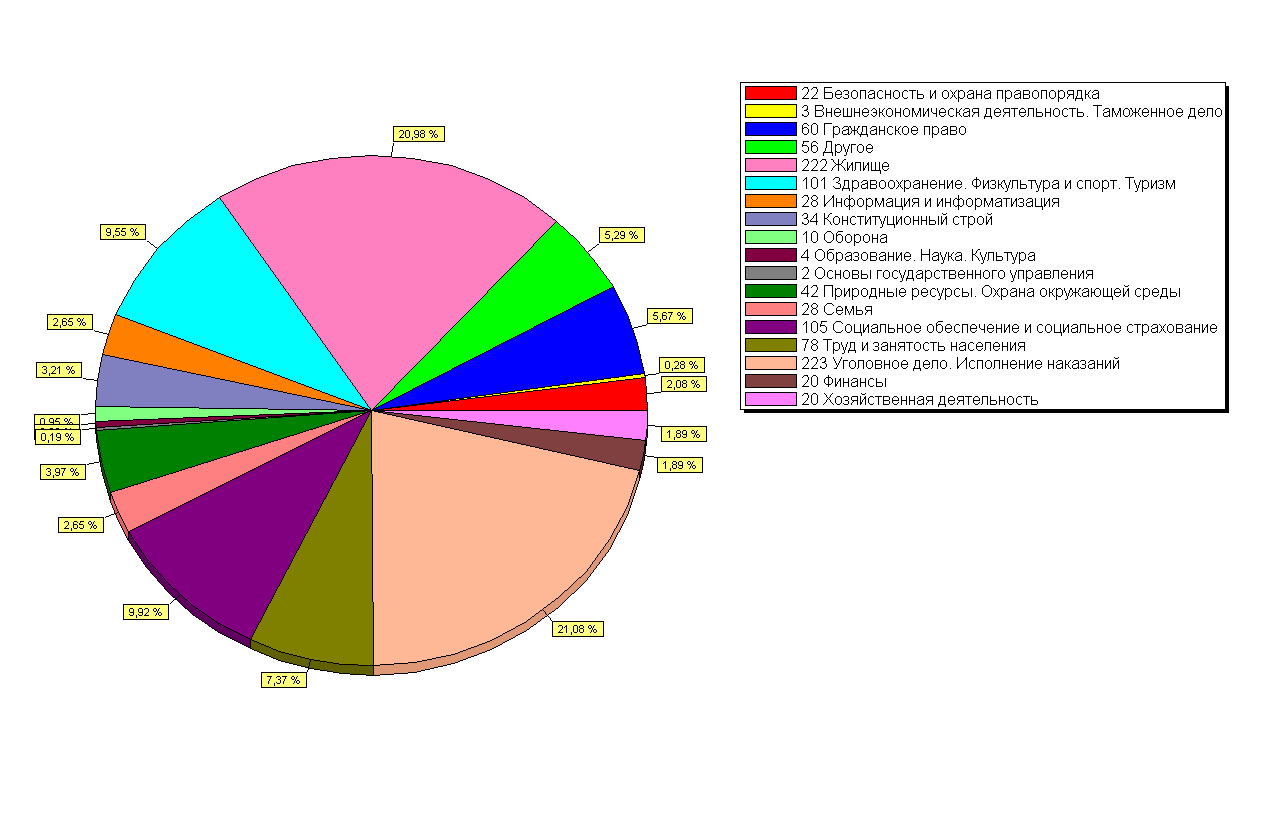 20,98 %
9,55 %
5,29 %
2,65 %
5,67 %
3,21 %
0,28 %
2,08 %
0,95 %
0,19 %
1,89 %
3,97 %
1,89 %
2,65 %
9,92 %
21,08 %
7,37 %
22 Безопасность и охрана правопорядка
3 Внешнеэкономическая деятельность. Таможенное дело
60 Гражданское право
56 Другое
222 Жилище
101 Здравоохранение. Физкультура и спорт. Туризм
28 Информация и информатизация
34 Конституционный строй
10 Оборона
4 Образование. Наука. Культура
2 Основы государственного управления
42 Природные ресурсы. Охрана окружающей среды
28 Семья
105 Социальное обеспечение и социальное страхование
78 Труд и занятость населения
223 Уголовное дело. Исполнение наказаний
20 Финансы
20 Хозяйственная деятельность